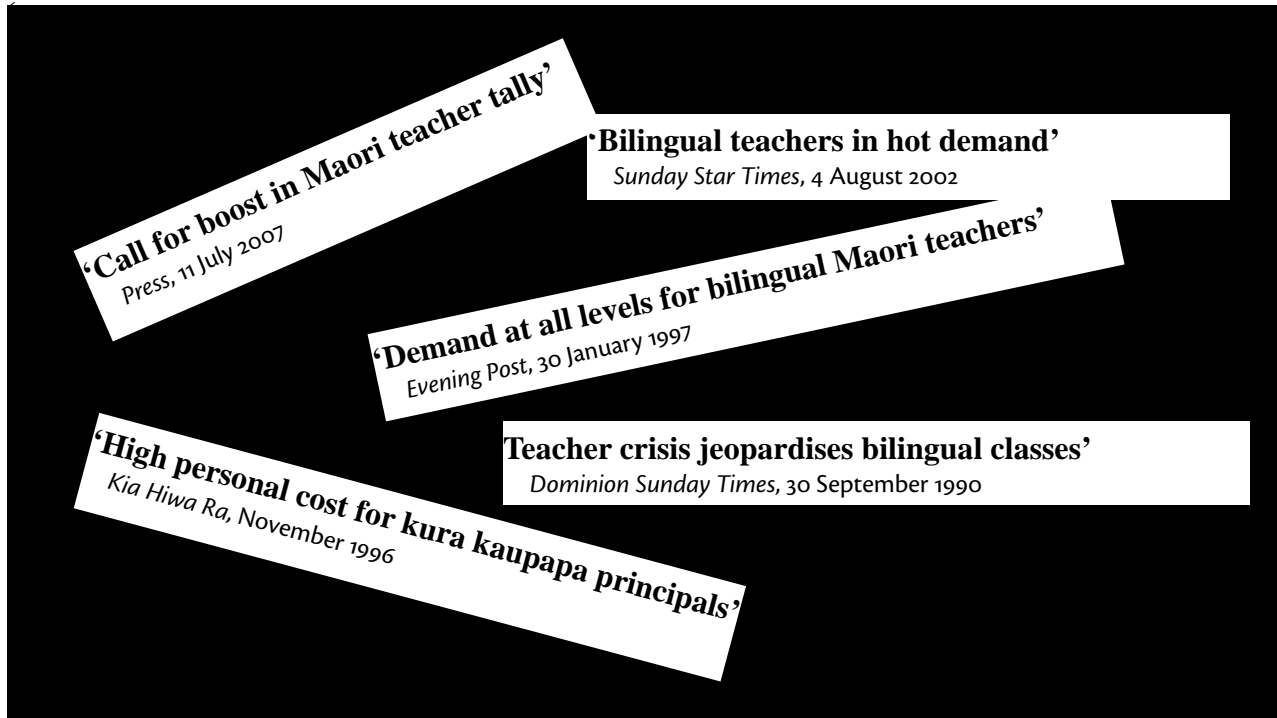 ‘Call for boost in Maori teacher tally’
Press, 11 July 2007
‘Bilingual teachers in hot demand’
Sunday Star Times, 4 August 2002
‘Demand at all levels for bilingual Maori teachers’
Evening Post, 30 January 1997
‘High personal cost for kura kaupapa principals’
Kia Hiwa Ra, November 1996
Teacher crisis jeopardises bilingual classes’
Dominion Sunday Times, 30 September 1990